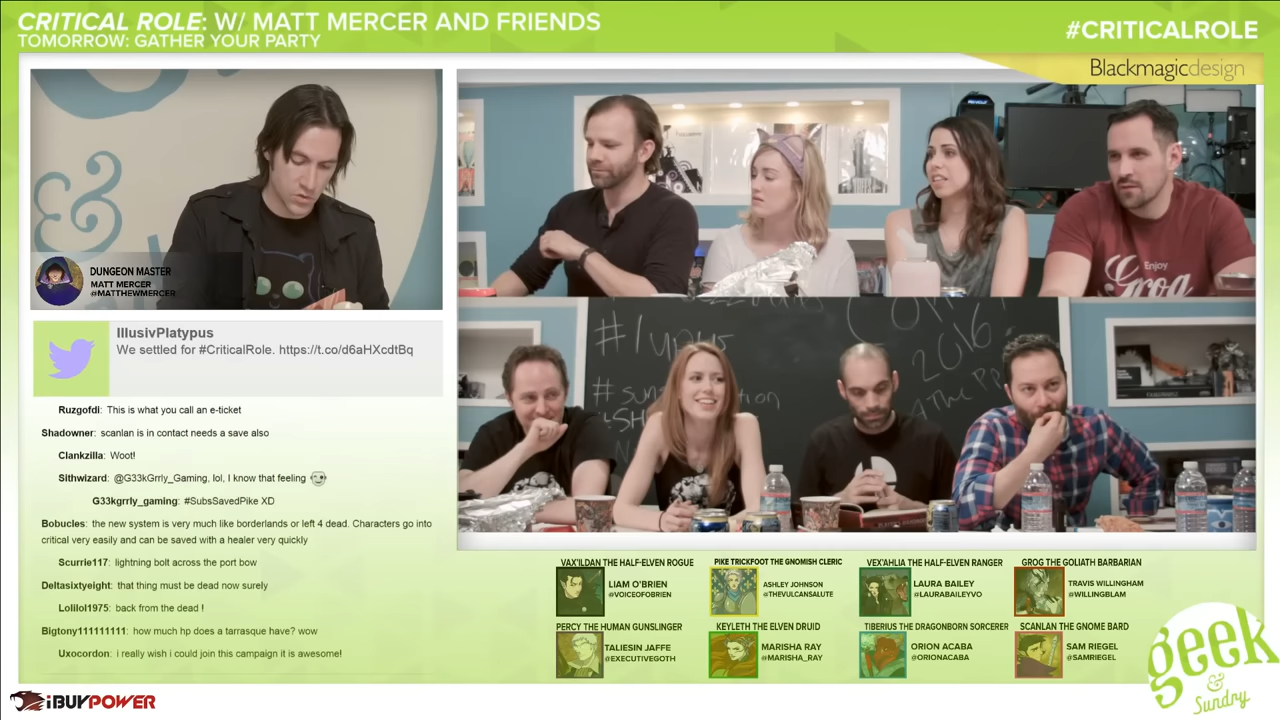 CRITICAL ROLE: W/ MATT MERCER AND FRIENDS
TOMORROW: GATHER YOUR PARTY
#CRITICALROLE
Blackmagicdesign
DUNGEON MASTER
MATT MERCER
@MATTHEWMERCER
Enjoy
Grog
IllusivPlatypus
We settled for #CriticalRole. https://t.co/d6aHXcdtBq
Ruzgofdi: This is what you call an e-ticket
Shadowner: scanlan is in contact needs a save also
Clankzilla: Woot!
Sithwizard: @G33kGrrly_Gaming, lol, I know that feeling
G33kgrrly_gaming: #SubsSavedPike XD
Bobucles: the new system is very much like borderlands or left 4 dead. Characters go into
critical very easily and can be saved with a healer very quickly
Scurrie117: lightning bolt across the port bow
Deltasixtyeight: that thing must be dead now surely
Lolilol1975: back from the dead !
Bigtony111111111: how much hp does a tarrasque have? wow
Uxocordon: i really wish i could join this campaign it is awesome!
2016
VAX'ILDAN THE HALF-ELVEN ROGUE
LIAM O'BRIEN
@VOICEOFOBRIEN
PIKE TRICKFOOT THE GNOMISH CLERIC
ASHLEY JOHNSON
@THEVULCANSALUTE
VEX'AHLIA THE HALF-ELVEN RANGER
LAURA BAILEY
@LAURABAILEYVO
GROG THE GOLIATH BARBARIAN
TRAVIS WILLINGHAM
@WILLINGBLAM
PERCY THE HUMAN GUNSLINGER
TALIESIN JAFFE
@EXECUTIVEGOTH
KEYLETH THE ELVEN DRUID
MARISHA RAY
@MARISHA_RAY
TIBERIUS THE DRAGONBORN SORCERER
ORION ACABA
@ORIONACABA
SCANLAN THE GNOME BARD
SAM RIEGEL
@SAMRIEGEL
geek
&
Sundry
iBUYPOWER